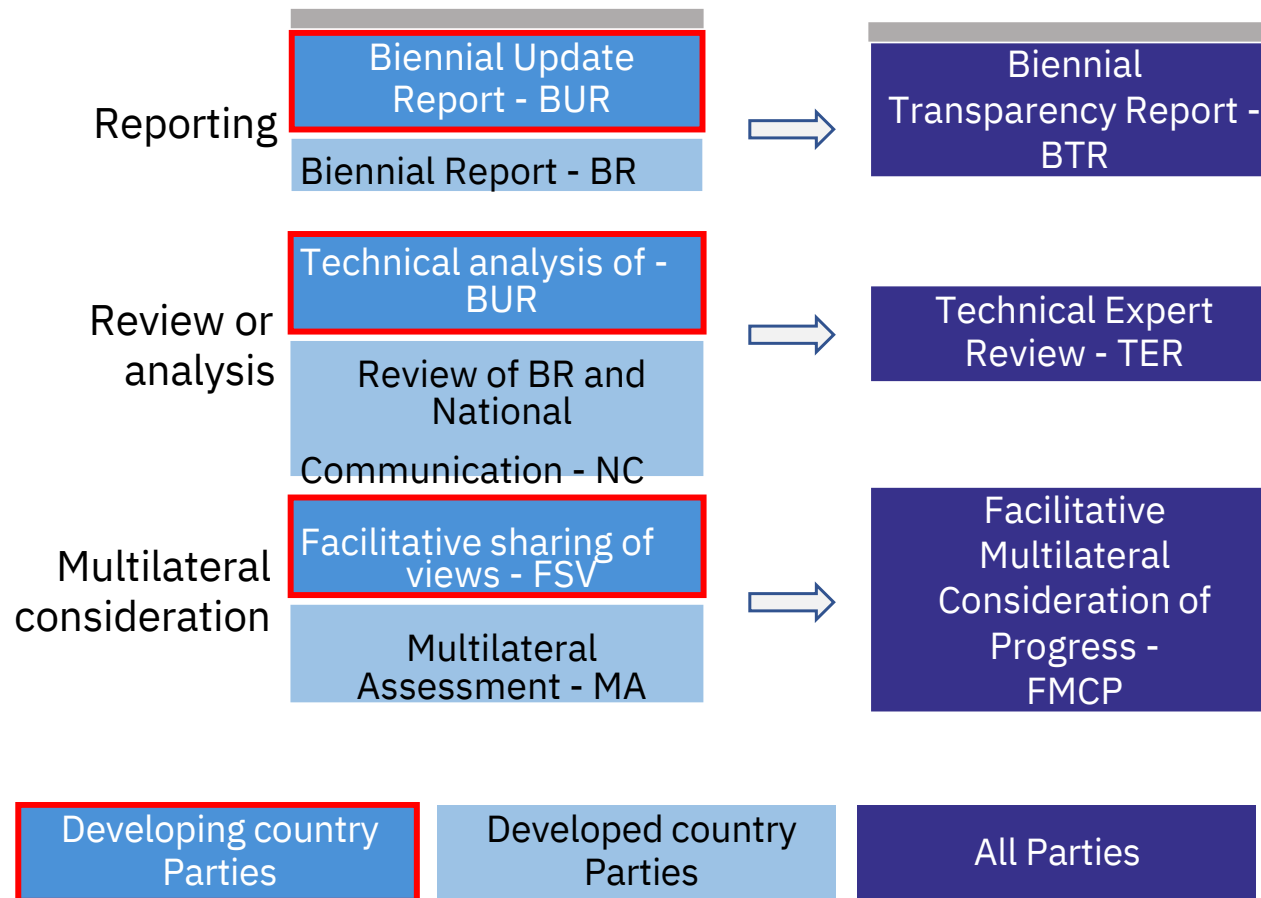 Reporting
Biennial Update
Report - BUR
Biennial Report - BR
Biennial
Transparency Report -
BTR
Review or
analysis
Technical analysis of -
BUR
Review of BR and
National
Communication - NC
Technical Expert
Review - TER
Multilateral
consideration
Facilitative sharing of
views - FSV
Multilateral
Assessment - MA
Facilitative
Multilateral
Consideration of
Progress -
FMCP
Developing country
Parties
Developed country
Parties
All Parties